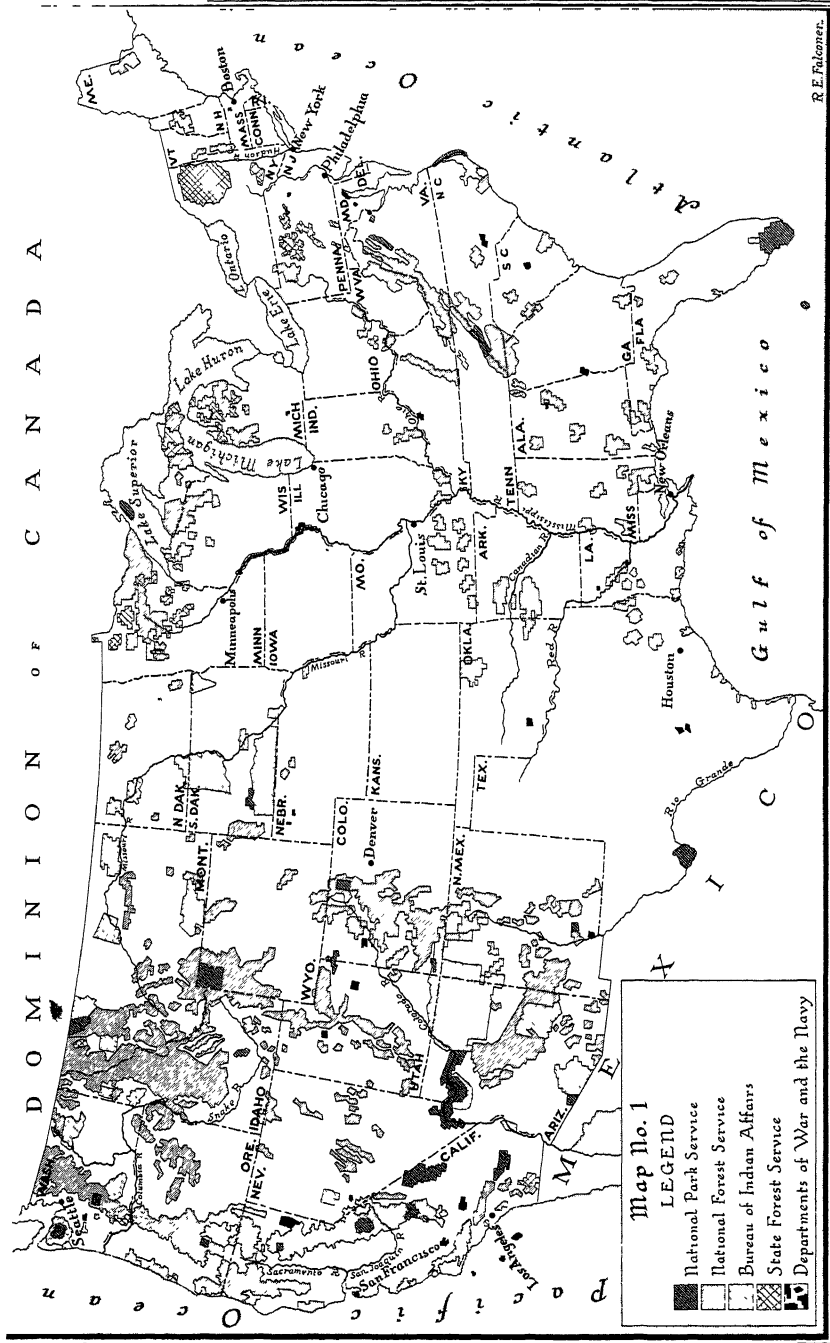 DOMINION OF CANADA
Atlantic Ocean
Pacific Ocean
Gulf of Mexico
MEXICO
WASH.
Seattle
Columbia R
ORE.
IDAHO
Snake R
NEV.
CALIF.
Sacramento R
San Joaquin R
San Francisco
Los Angeles
ARIZ.
UTAH
Colorado R
WYO.
MONT.
Missouri R
N DAK
S. DAK
NEBR.
COLO.
Denver
KANS.
N. MEX.
TEX.
Rio Grande
Houston
OKLA.
Red R
Canadian R
MINN
IOWA
Minneapolis
Missouri R
MO.
St. Louis
ARK.
LA.
MISS
Mississippi R
New Orleans
WIS
ILL
Chicago
Lake Superior
Lake Michigan
Lake Huron
Lake Erie
L. Ontario
MICH
IND.
OHIO
Ohio R
KY
TENN
ALA.
GA
FLA
S C
N C
VA.
W VA
PENNA
MD
DEL.
N J
NY
Philadelphia
New York
Hudson R
CONN
R I
MASS
Boston
N H
VT
ME.
Map No. 1
LEGEND
National Park Service
National Forest Service
Bureau of Indian Affairs
State Forest Service
Departments of War and the Navy
R E Falconer.